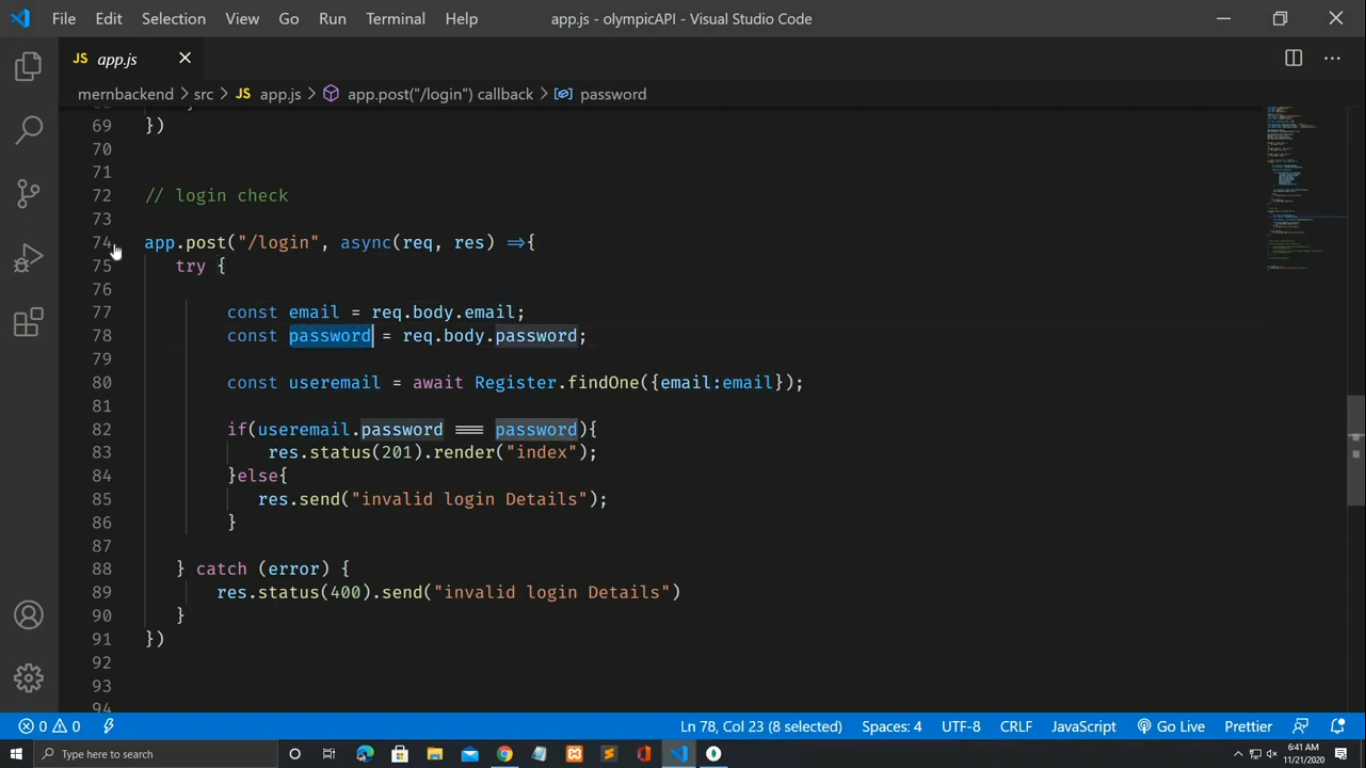 File Edit Selection View Go Run Terminal Help app.js - olympicAPI - Visual Studio Code
JS app.js
mernbackend > src > JS app.js > app.post("/login") callback > password
69 })
70
71
72 // login check
73
74 app.post("/login", async(req, res) =>{
75 try {
76
77 const email = req.body.email;
78 const password = req.body.password;
79
80 const useremail = await Register.findOne({email:email});
81
82 if(useremail.password === password){
83 res.status(201).render("index");
84 }else{
85 res.send("invalid login Details");
86 }
87
88 } catch (error) {
89 res.status(400).send("invalid login Details")
90 }
91 })
92
93
94
0 0 Ln 78, Col 23 (8 selected) Spaces: 4 UTF-8 CRLF JavaScript Go Live Prettier
Type here to search 6:41 AM
11/21/2020